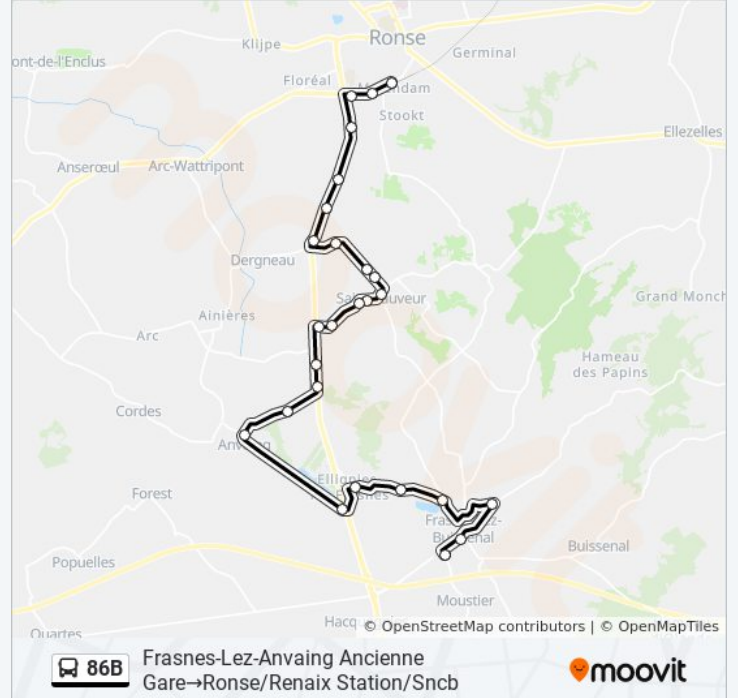 Ronse
Klijpe
Germinal
ont-de-l'Enclus
Floréal
Stookt
Ellezelles
Anserœul
Arc-Wattripont
Dergneau
Grand Monch
Ainières
Arc
Hameau
des Papins
Cordes
Forest
Buissenal
Popuelles
Moustier
Hacq
Quartes
© OpenStreetMap contributors | © OpenMapTiles
86B
Frasnes-Lez-Anvaing Ancienne
Gare→Ronse/Renaix Station/Sncb
moovit